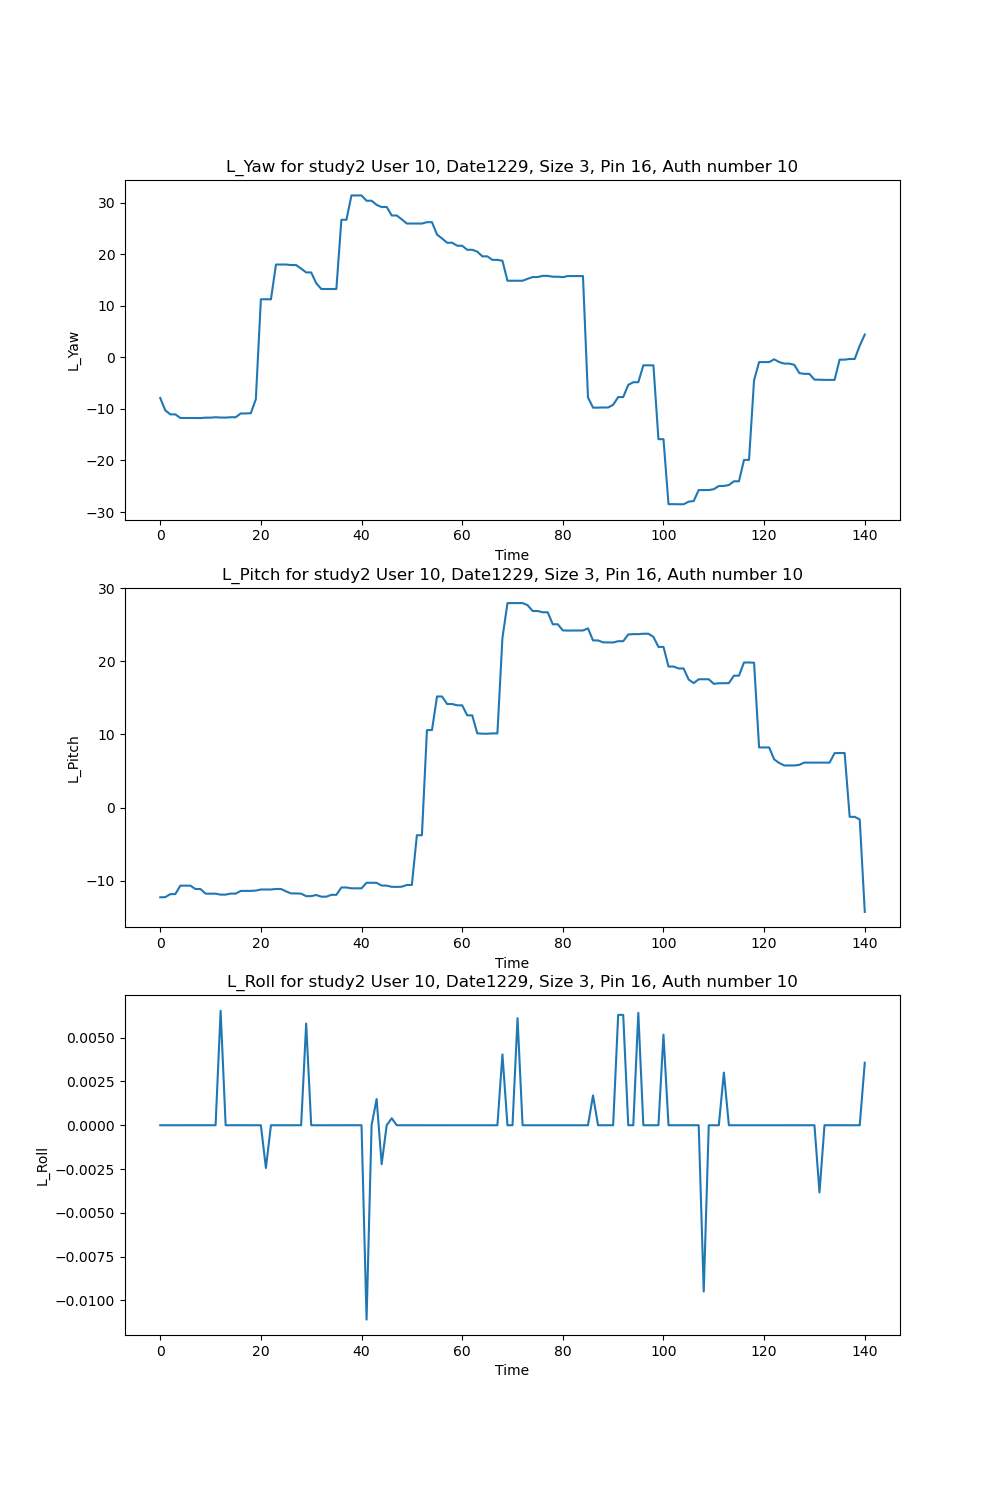 L_Yaw for study2 User 10, Date1229, Size 3, Pin 16, Auth number 10
30
20
10
0
−10
−20
−30
L_Yaw
0 20 40 60 80 100 120 140
Time
L_Pitch for study2 User 10, Date1229, Size 3, Pin 16, Auth number 10
30
20
10
0
−10
L_Pitch
0 20 40 60 80 100 120 140
Time
L_Roll for study2 User 10, Date1229, Size 3, Pin 16, Auth number 10
0.0050
0.0025
0.0000
−0.0025
−0.0050
−0.0075
−0.0100
L_Roll
0 20 40 60 80 100 120 140
Time